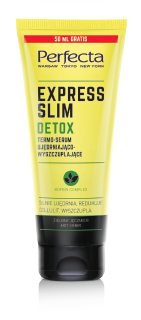 50 ML GRATIS
Perfecta
WARSAW TOKYO NEW YORK
EXPRESS
SLIM
DETOX
TERMO-SERUM
UJĘDRNIAJĄCO-
WYSZCZUPLAJĄCE
SILNIE UJĘDRNIA, REDUKUJE
CELLULIT, WYSZCZUPLA